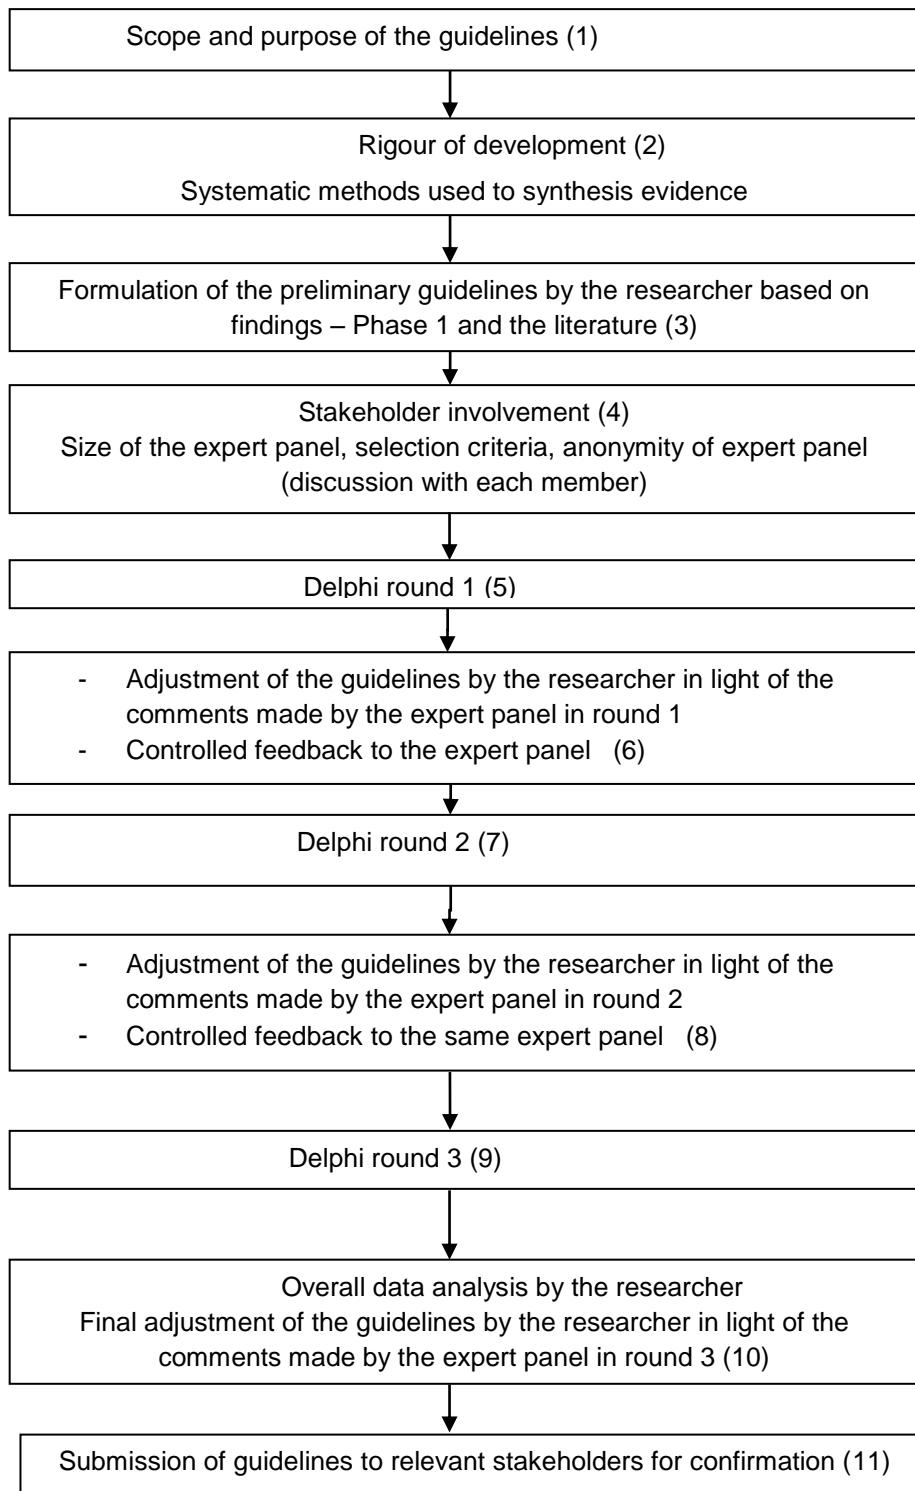 Scope and purpose of the guidelines (1)
Rigour of development (2)
Systematic methods used to synthesis evidence
Formulation of the preliminary guidelines by the researcher based on
findings – Phase 1 and the literature (3)
Stakeholder involvement (4)
Size of the expert panel, selection criteria, anonymity of expert panel
(discussion with each member)
Delphi round 1 (5)
- Adjustment of the guidelines by the researcher in light of the
comments made by the expert panel in round 1
- Controlled feedback to the expert panel (6)
Delphi round 2 (7)
- Adjustment of the guidelines by the researcher in light of the
comments made by the expert panel in round 2
- Controlled feedback to the same expert panel (8)
Delphi round 3 (9)
Overall data analysis by the researcher
Final adjustment of the guidelines by the researcher in light of the
comments made by the expert panel in round 3 (10)
Submission of guidelines to relevant stakeholders for confirmation (11)